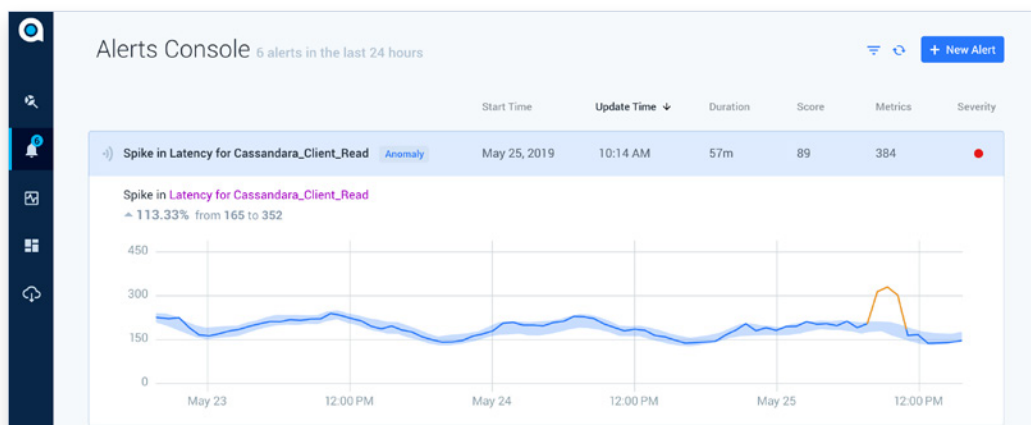 Alerts Console 6 alerts in the last 24 hours
+ New Alert
Start Time Update Time ↓ Duration Score Metrics Severity
6
Spike in Latency for Cassandara_Client_Read Anomaly May 25, 2019 10:14 AM 57m 89 384
Spike in Latency for Cassandara_Client_Read
113.33% from 165 to 352
450
300
150
0
May 23 12:00 PM May 24 12:00 PM May 25 12:00 PM